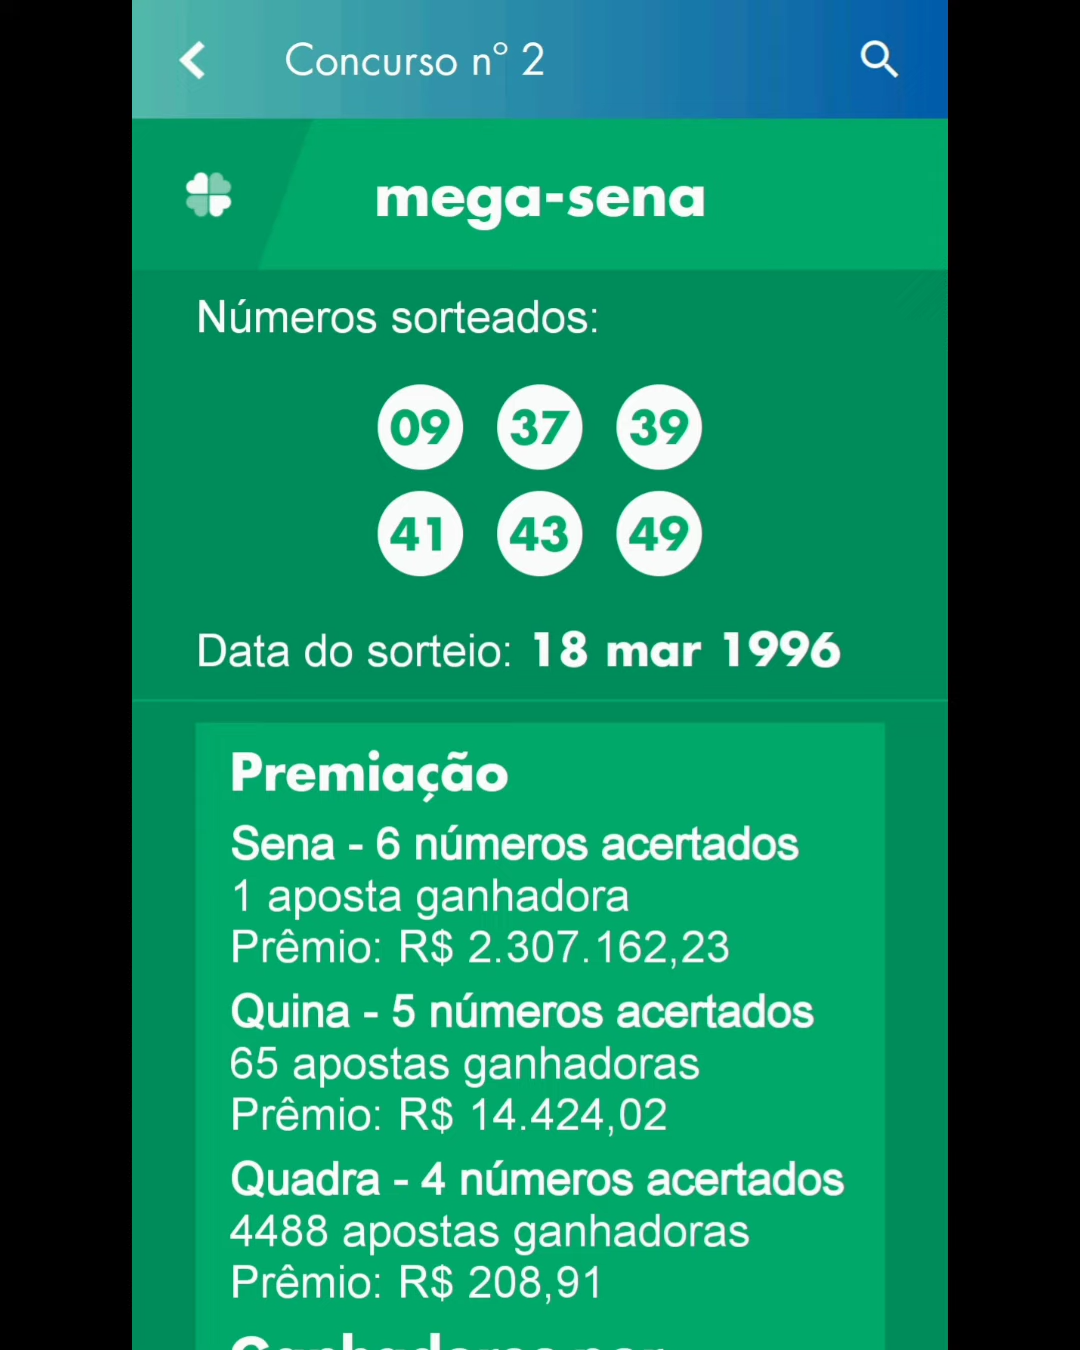 Concurso nº 2
mega-sena
Números sorteados:
09 37 39
41 43 49
Data do sorteio: 18 mar 1996
Premiação
Sena - 6 números acertados
1 aposta ganhadora
Prêmio: R$ 2.307.162,23
Quina - 5 números acertados
65 apostas ganhadoras
Prêmio: R$ 14.424,02
Quadra - 4 números acertados
4488 apostas ganhadoras
Prêmio: R$ 208,91